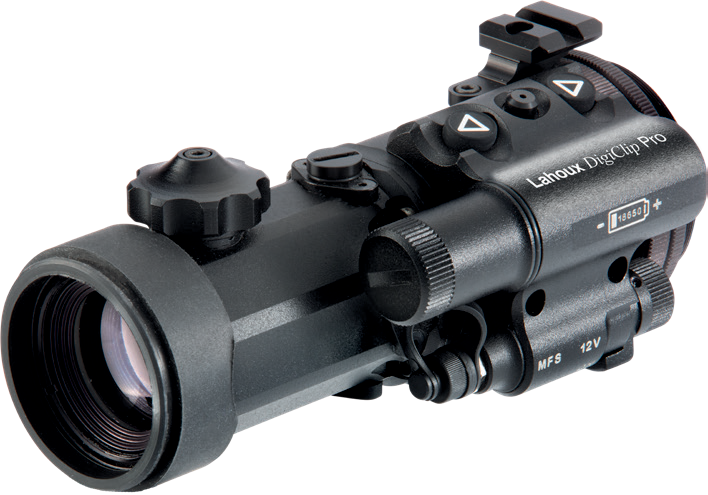 Lahoux DigiClip Pro
- 18650 +
MFS 12V